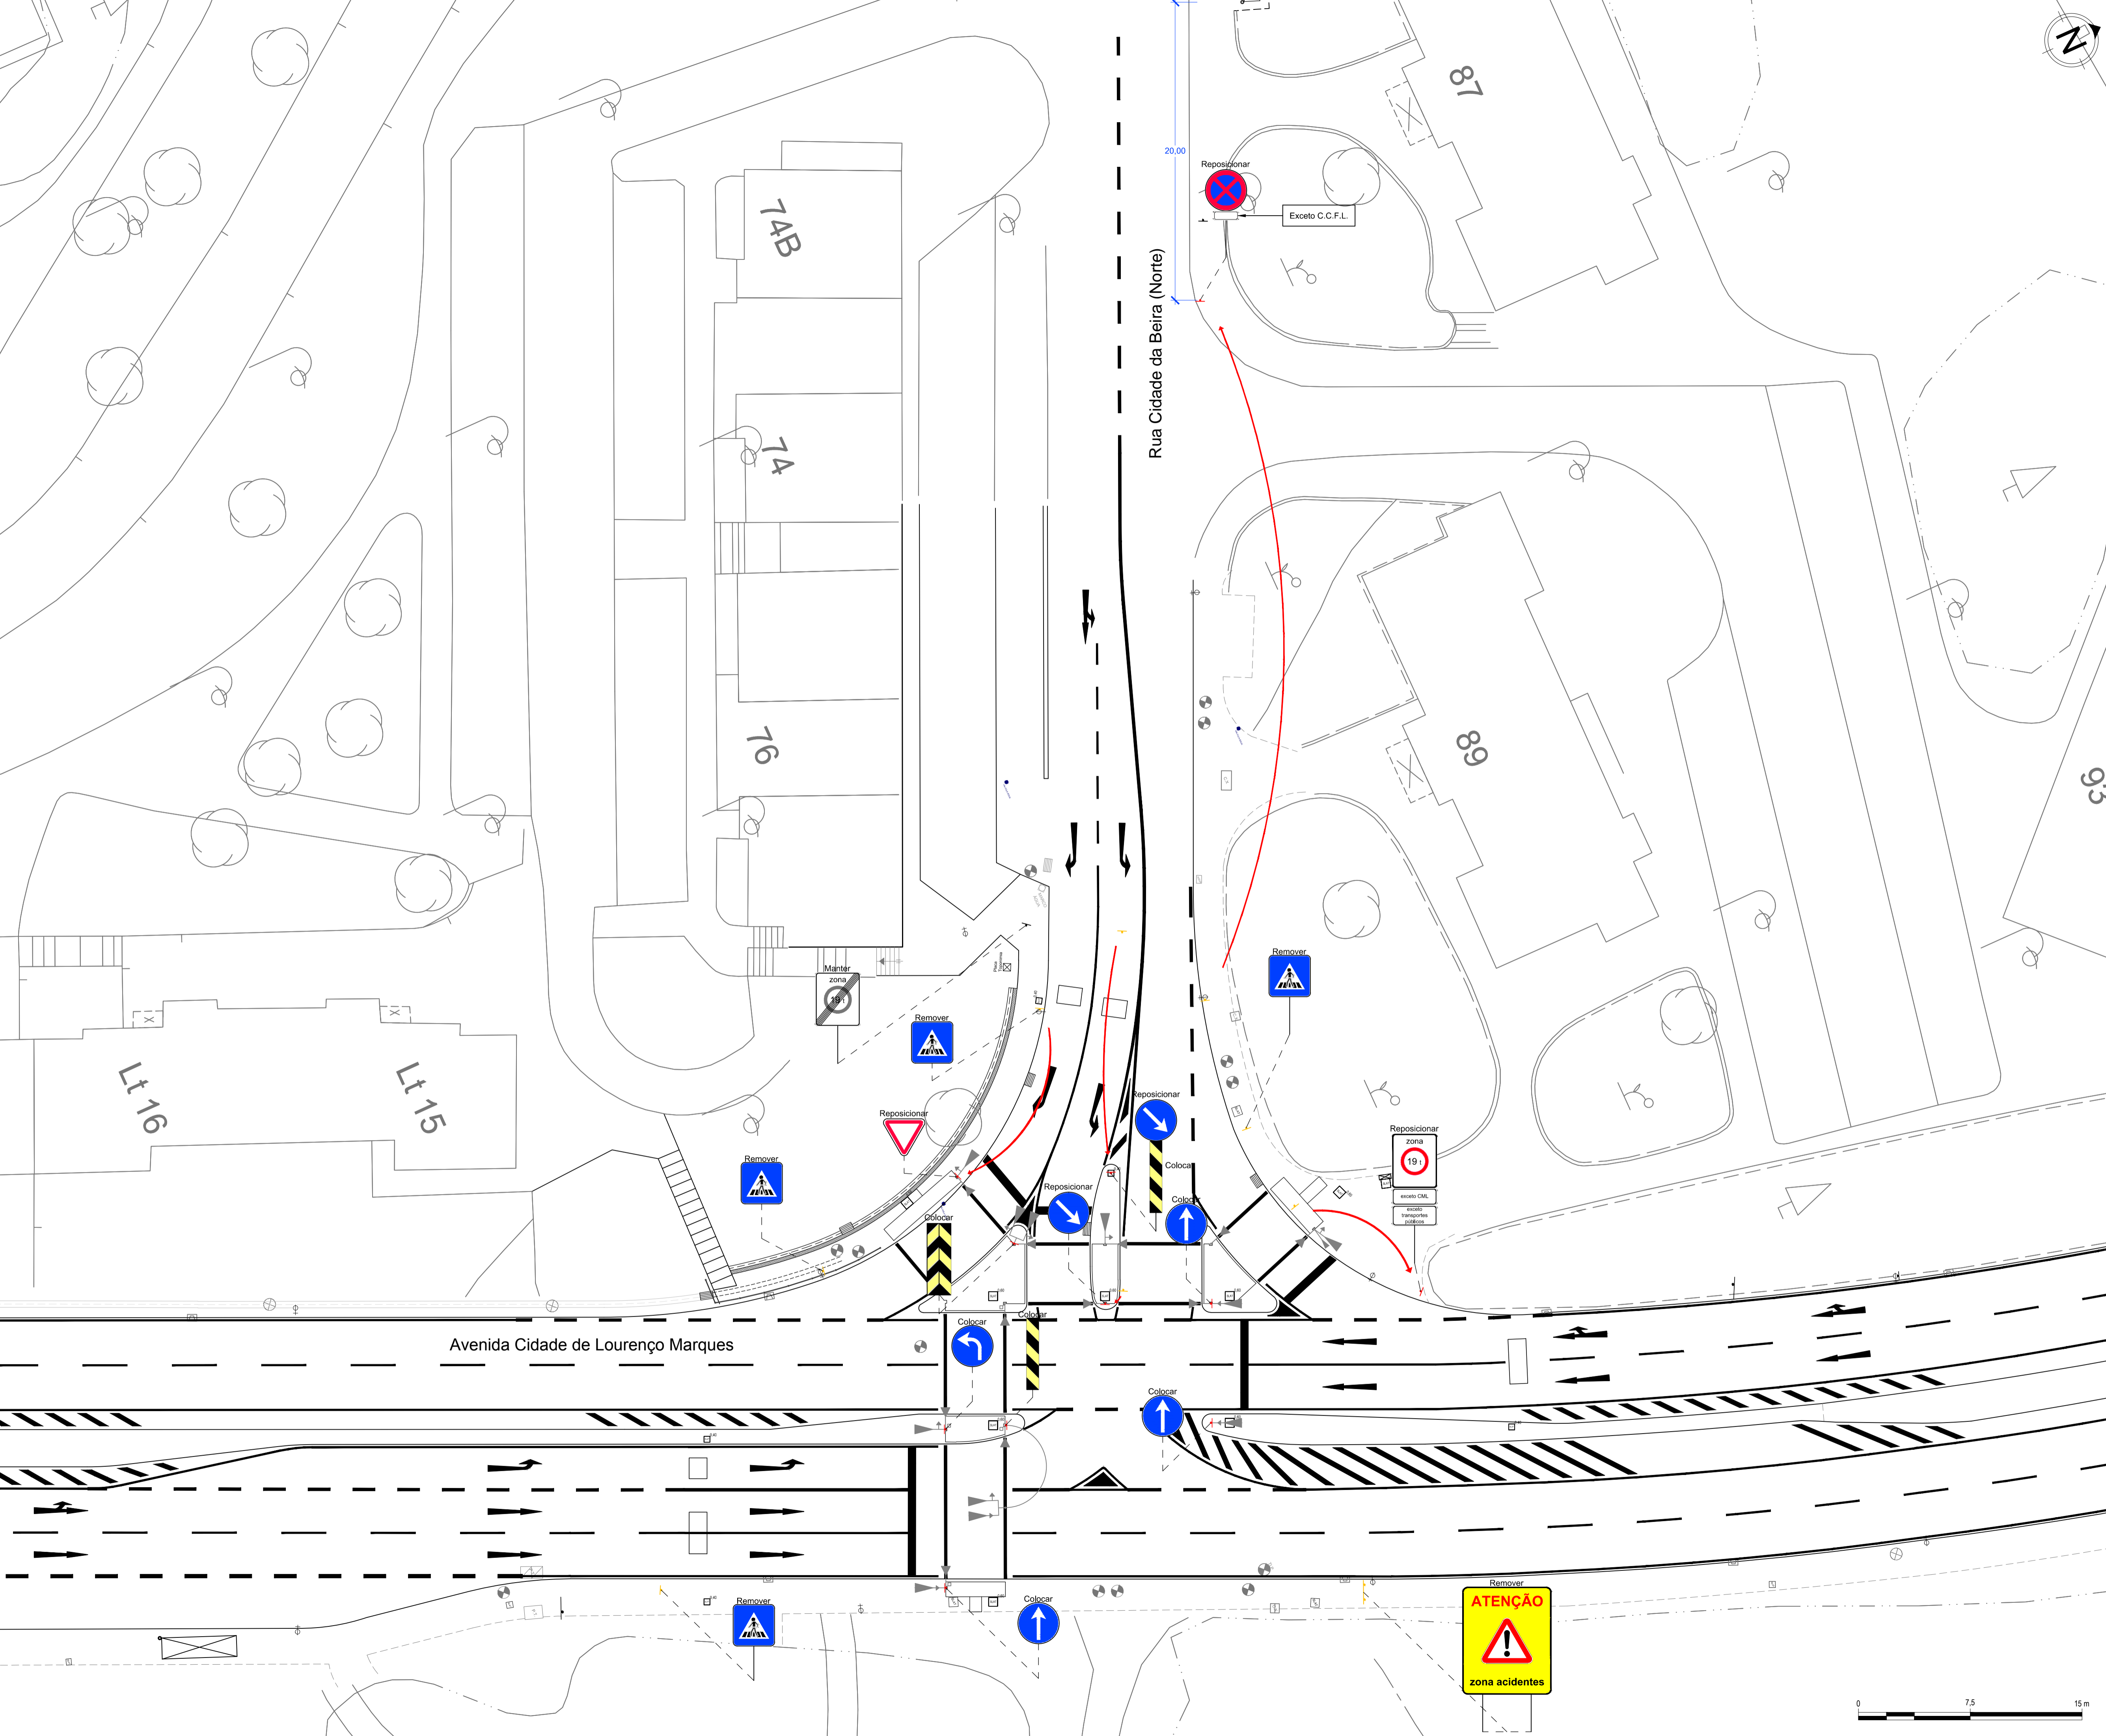 N
87
20,00
Reposicionar
Exceto C.C.F.L.
74B
Rua Cidade da Beira (Norte)
74
76
89
93
Manter
zona
19 t
Remover
Remover
Lt 16
Lt 15
Reposicionar
Reposicionar
Reposicionar
zona
19 t
exceto CML
exceto
transportes
públicos
Remover
Colocar
Reposicionar
Colocar
Colocar
Colocar
Colocar
Avenida Cidade de Lourenço Marques
Colocar
Remover
Colocar
Remover
ATENÇÃO
!
zona acidentes
0 7,5 15 m